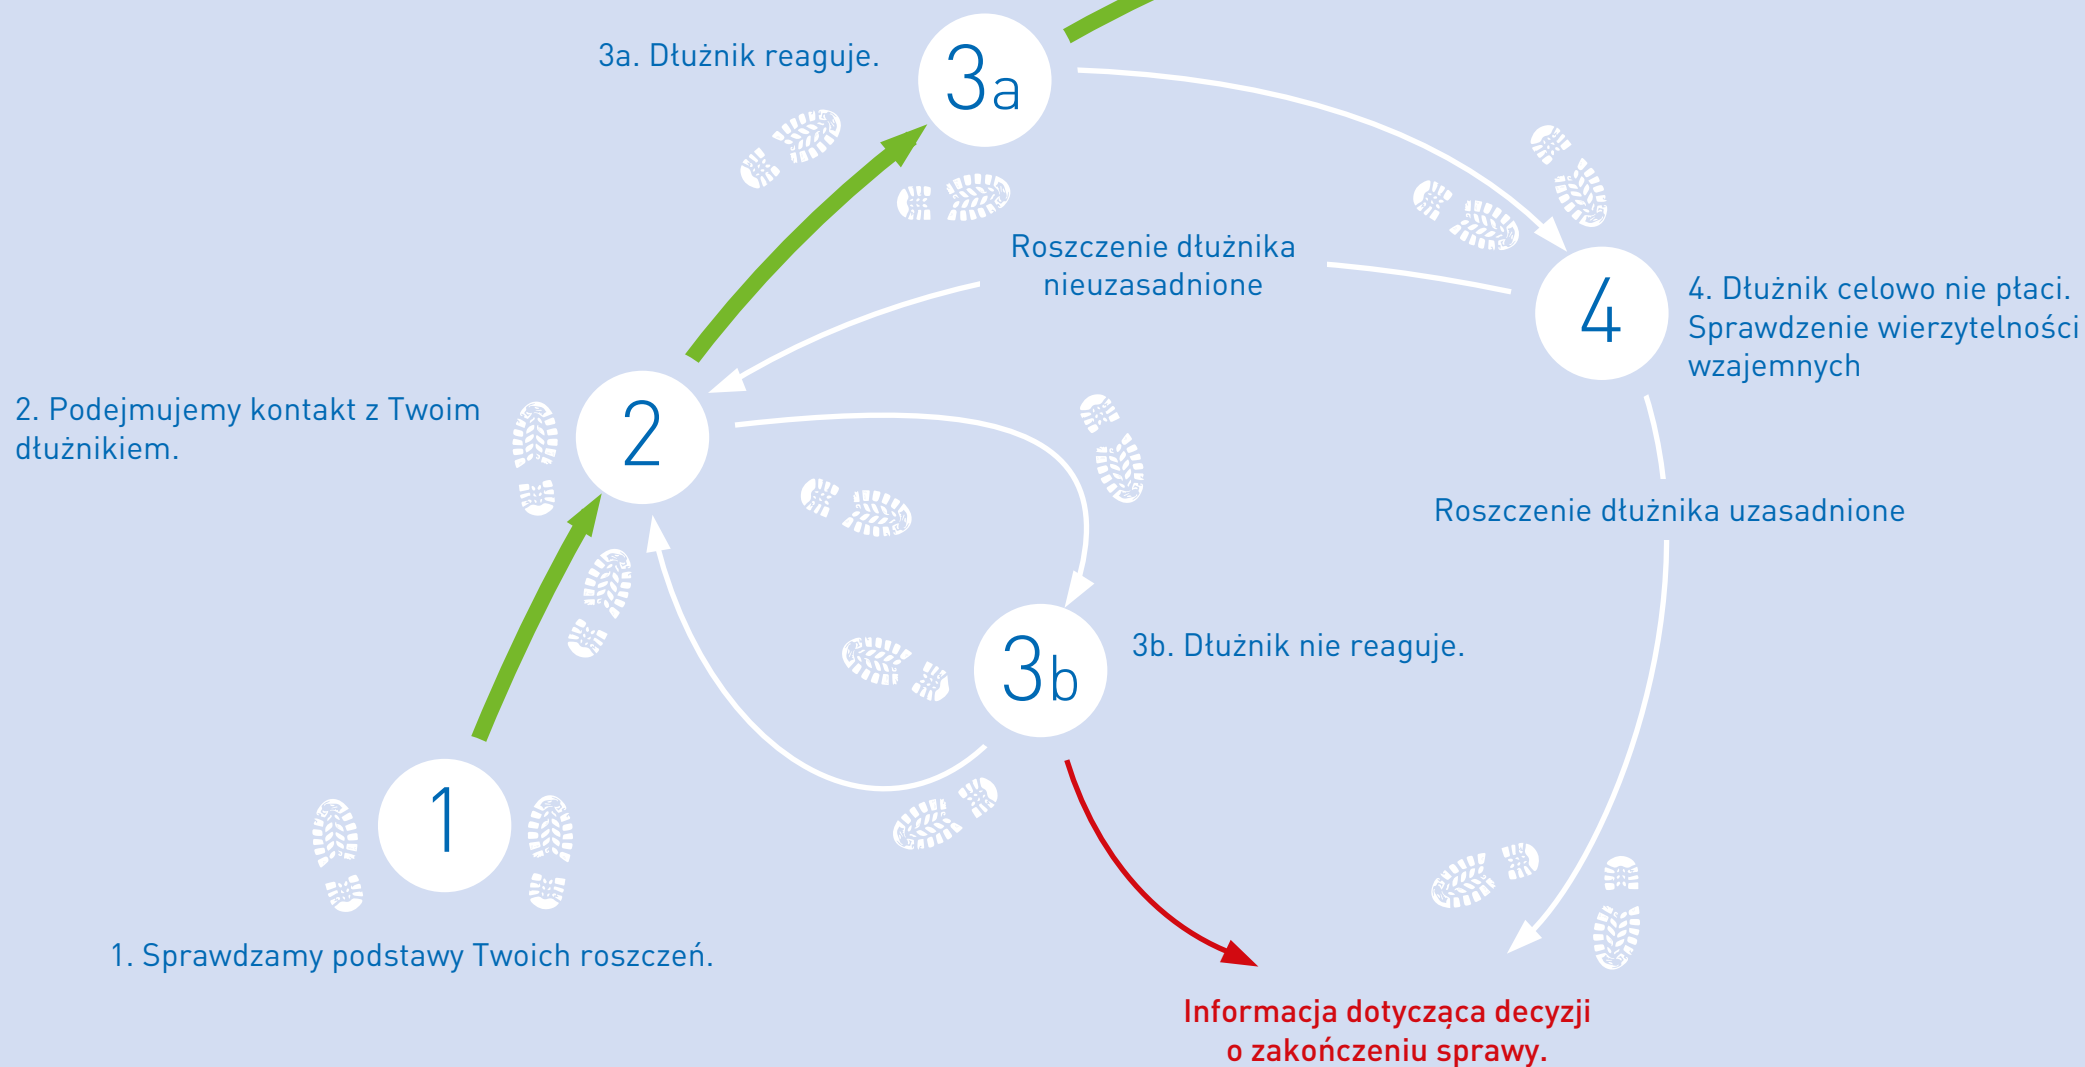 3a. Dłużnik reaguje.
3a
Roszczenie dłużnika
nieuzasadnione
4
4. Dłużnik celowo nie płaci.
Sprawdzenie wierzytelności
wzajemnych
2. Podejmujemy kontakt z Twoim
dłużnikiem.
2
Roszczenie dłużnika uzasadnione
3b
3b. Dłużnik nie reaguje.
1
1. Sprawdzamy podstawy Twoich roszczeń.
Informacja dotycząca decyzji
o zakończeniu sprawy.